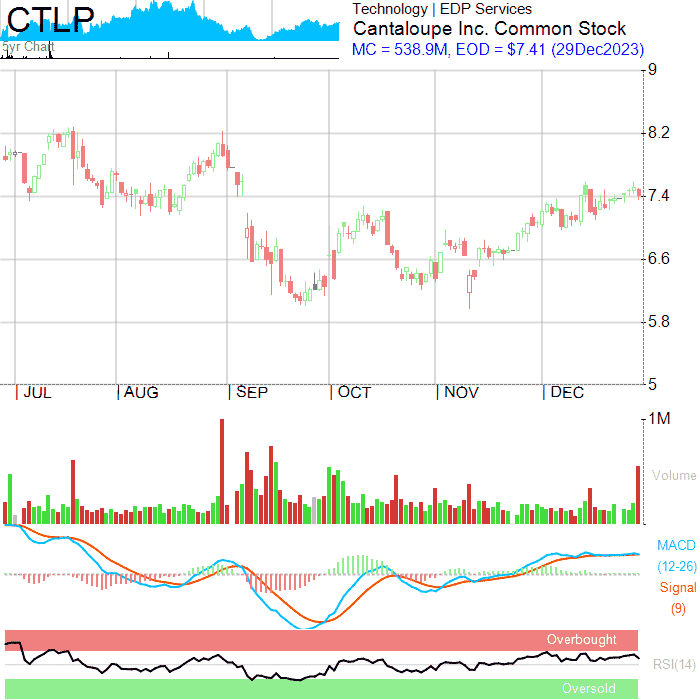 CTLP
5yr Chart
Technology | EDP Services
Cantaloupe Inc. Common Stock
MC = 538.9M, EOD = $7.41 (29Dec2023)
9
8.2
7.4
6.6
5.8
5
JUL AUG SEP OCT NOV DEC
1M
Volume
MACD
(12-26)
Signal
(9)
Overbought
RSI(14)
Oversold